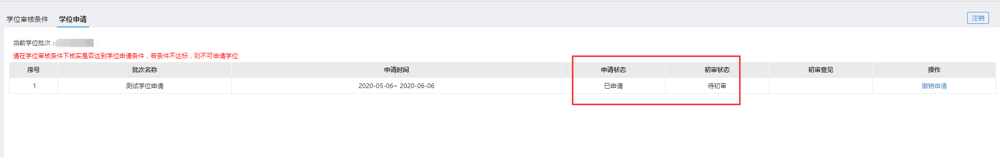 学位审核条件 学位申请 注销
当前学位批次：
请在学位审核条件下核实是否达到学位申请条件，若条件不达标，则不可申请学位
序号 批次名称 申请时间 申请状态 初审状态 初审意见 操作
1 测试学位申请 2020-05-06~ 2020-06-06 已申请 待初审 撤销申请